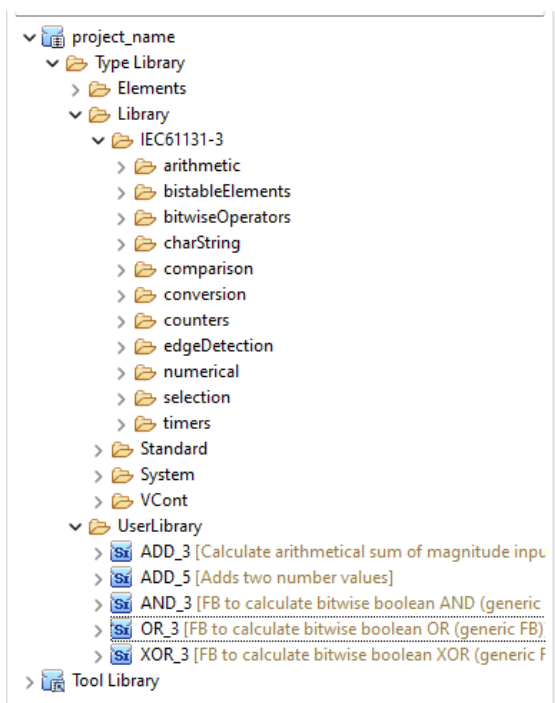 project_name
Type Library
Elements
Library
IEC61131-3
arithmetic
bistableElements
bitwiseOperators
charString
comparison
conversion
counters
edgeDetection
numerical
selection
timers
Standard
System
VCont
UserLibrary
ADD_3 [Calculate arithmetical sum of magnitude inpu
ADD_5 [Adds two number values]
AND_3 [FB to calculate bitwise boolean AND (generic
OR_3 [FB to calculate bitwise boolean OR (generic FB)
XOR_3 [FB to calculate bitwise boolean XOR (generic F
Tool Library